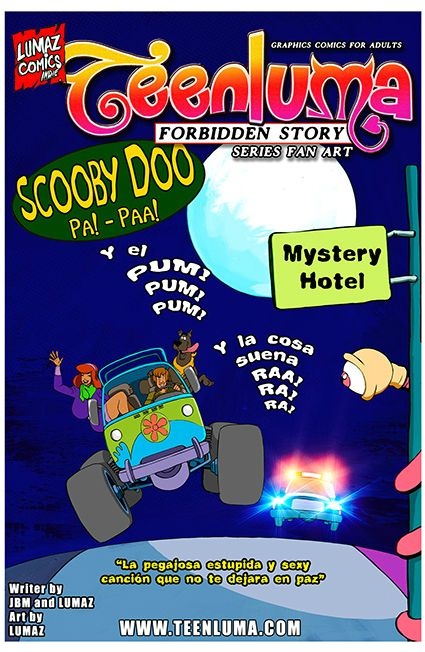 LUMAZ
COMICS
INDIE
GRAPHICS COMICS FOR ADULTS
Teenluma
FORBIDDEN STORY
SERIES FAN ART
SCOOBY DOO
PA! - PAA!
Y el
PUM!
PUM!
PUM!
Mystery
Hotel
Y la cosa
suena
RAA!
RA!
RA!
"La pegajosa estupida y sexy
canción que no te dejara en paz"
Writer by
JBM and LUMAZ
Art by
LUMAZ
WWW.TEENLUMA.COM